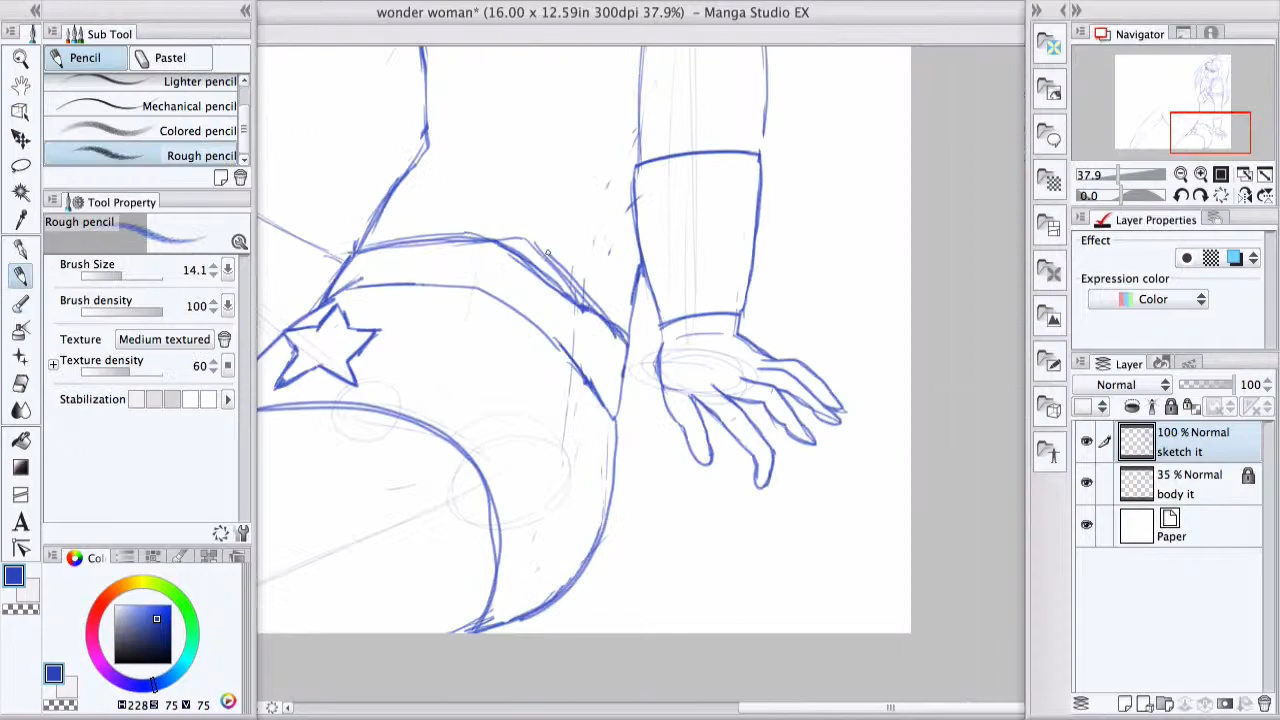 wonder woman* (16.00 x 12.59in 300dpi 37.9%) - Manga Studio EX
Sub Tool
Pencil
Pastel
Lighter pencil
Mechanical pencil
Colored pencil
Rough pencil
Tool Property
Rough pencil
Brush Size 14.1
Brush density 100
Texture Medium textured
Texture density 60
Stabilization
Col
H228 S 75 V 75
Navigator
37.9
0.0
Layer Properties
Effect
Expression color
Color
Layer
Normal 100
100 % Normal
sketch it
35 % Normal
body it
Paper